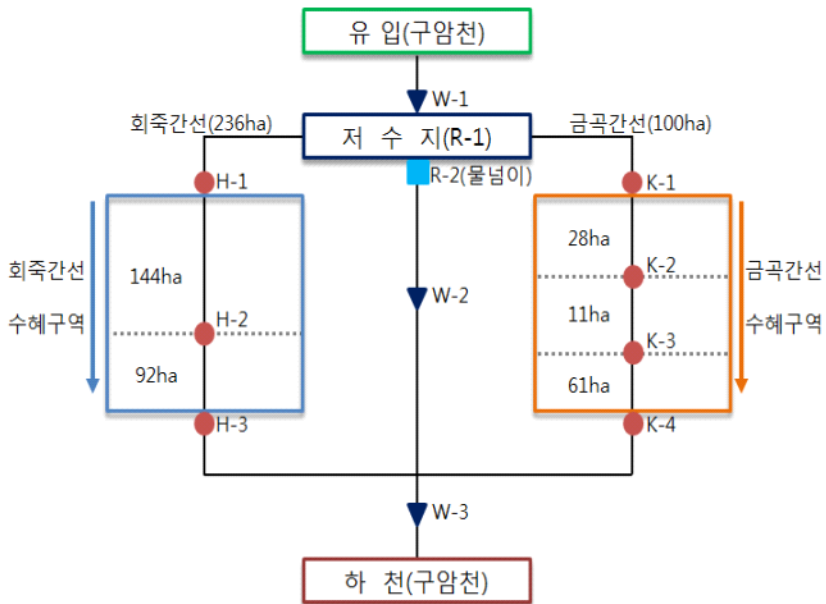 유 입(구암천)
W-1
회죽간선(236ha)
저 수 지(R-1)
금곡간선(100ha)
R-2(물넘이)
H-1
K-1
28ha
회죽간선
수혜구역
144ha
K-2
금곡간선
수혜구역
W-2
H-2
11ha
K-3
92ha
61ha
H-3
K-4
W-3
하 천(구암천)